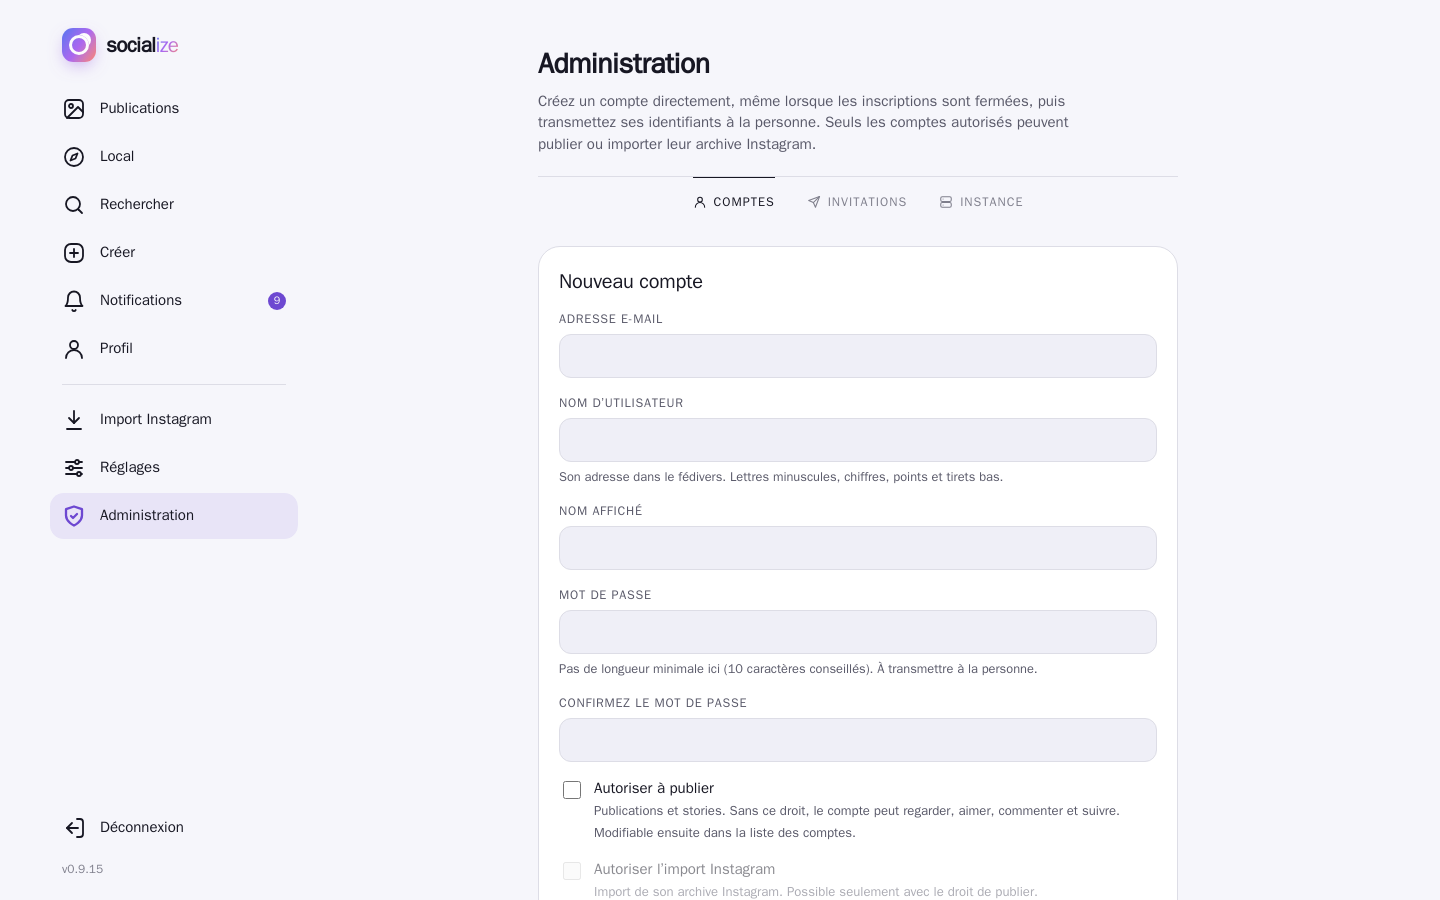 socialize
Publications
Local
Rechercher
Créer
Notifications 9
Profil
Import Instagram
Réglages
Administration
Déconnexion
v0.9.15
Administration
Créez un compte directement, même lorsque les inscriptions sont fermées, puis
transmettez ses identifiants à la personne. Seuls les comptes autorisés peuvent
publier ou importer leur archive Instagram.
COMPTES INVITATIONS INSTANCE
Nouveau compte
ADRESSE E-MAIL
NOM D'UTILISATEUR
Son adresse dans le fédivers. Lettres minuscules, chiffres, points et tirets bas.
NOM AFFICHÉ
MOT DE PASSE
Pas de longueur minimale ici (10 caractères conseillés). À transmettre à la personne.
CONFIRMEZ LE MOT DE PASSE
Autoriser à publier
Publications et stories. Sans ce droit, le compte peut regarder, aimer, commenter et suivre.
Modifiable ensuite dans la liste des comptes.
Autoriser l'import Instagram
Import de son archive Instagram. Possible seulement avec le droit de publier.